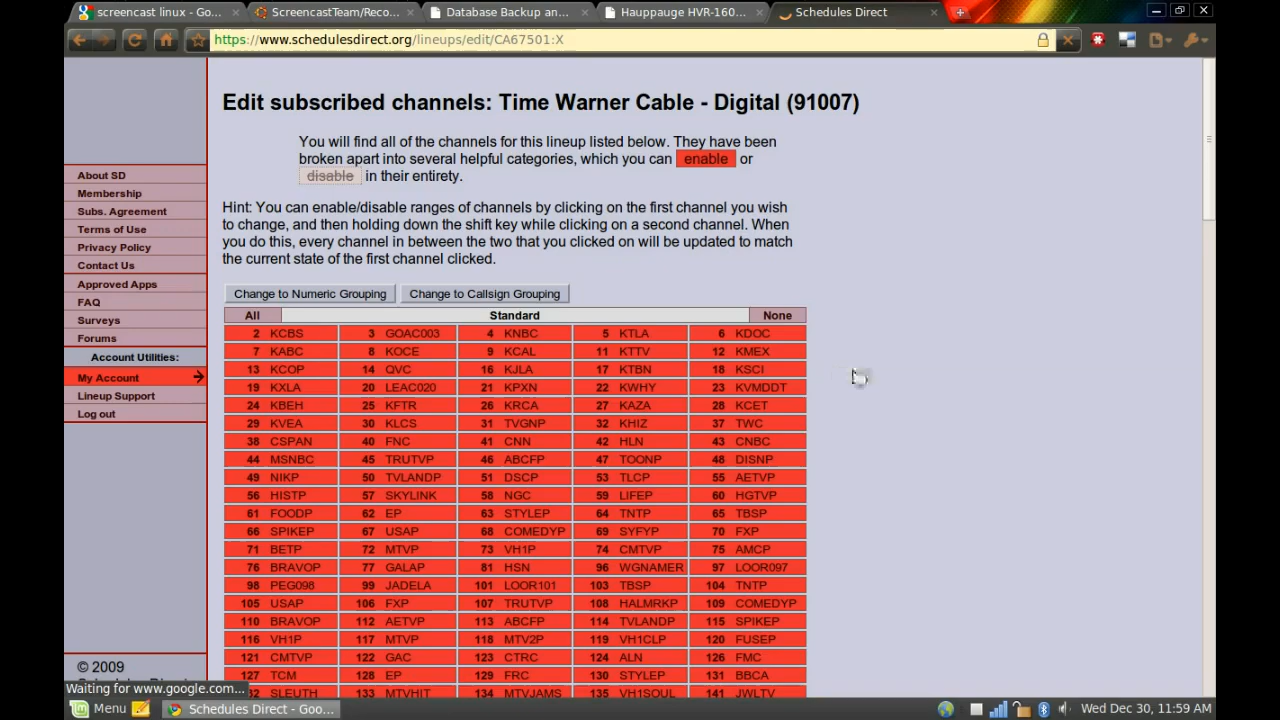 screencast linux - Go...
ScreencastTeam/Reco...
Database Backup an...
Hauppauge HVR-160...
Schedules Direct
https://www.schedulesdirect.org/lineups/edit/CA67501:X
Edit subscribed channels: Time Warner Cable - Digital (91007)
You will find all of the channels for this lineup listed below. They have been
broken apart into several helpful categories, which you can enable or
disable in their entirety.
Hint: You can enable/disable ranges of channels by clicking on the first channel you wish
to change, and then holding down the shift key while clicking on a second channel. When
you do this, every channel in between the two that you clicked on will be updated to match
the current state of the first channel clicked.
About SD
Membership
Subs. Agreement
Terms of Use
Privacy Policy
Contact Us
Approved Apps
FAQ
Surveys
Forums
Account Utilities:
My Account
Lineup Support
Log out
Change to Numeric Grouping Change to Callsign Grouping
All Standard None
2 KCBS 3 GOAC003 4 KNBC 5 KTLA 6 KDOC
7 KABC 8 KOCE 9 KCAL 11 KTTV 12 KMEX
13 KCOP 14 QVC 16 KJLA 17 KTBN 18 KSCI
19 KXLA 20 LEAC020 21 KPXN 22 KWHY 23 KVMDDT
24 KBEH 25 KFTR 26 KRCA 27 KAZA 28 KCET
29 KVEA 30 KLCS 31 TVGNP 32 KHIZ 37 TWC
38 CSPAN 40 FNC 41 CNN 42 HLN 43 CNBC
44 MSNBC 45 TRUTVP 46 ABCFP 47 TOONP 48 DISNP
49 NIKP 50 TVLANDP 51 DSCP 53 TLCP 55 AETVP
56 HISTP 57 SKYLINK 58 NGC 59 LIFEP 60 HGTVP
61 FOODP 62 EP 63 STYLEP 64 TNTP 65 TBSP
66 SPIKEP 67 USAP 68 COMEDYP 69 SYFYP 70 FXP
71 BETP 72 MTVP 73 VH1P 74 CMTVP 75 AMCP
76 BRAVOP 77 GALAP 81 HSN 96 WGNAMER 97 LOOR097
98 PEG098 99 JADELA 101 LOOR101 103 TBSP 104 TNTP
105 USAP 106 FXP 107 TRUTVP 108 HALMRKP 109 COMEDYP
110 BRAVOP 112 AETVP 113 ABCFP 114 TVLANDP 115 SPIKEP
116 VH1P 117 MTVP 118 MTV2P 119 VH1CLP 120 FUSEP
121 CMTVP 122 GAC 123 CTRC 124 ALN 126 FMC
127 TCM 128 EP 129 FRC 130 STYLEP 131 BBCA
SLEUTH 133 MTVHIT 134 MTVJAMS 135 VH1SOUL 141 JWLTV
© 2009
Waiting for www.google.com...
Menu
Schedules Direct - Goo...
Wed Dec 30, 11:59 AM